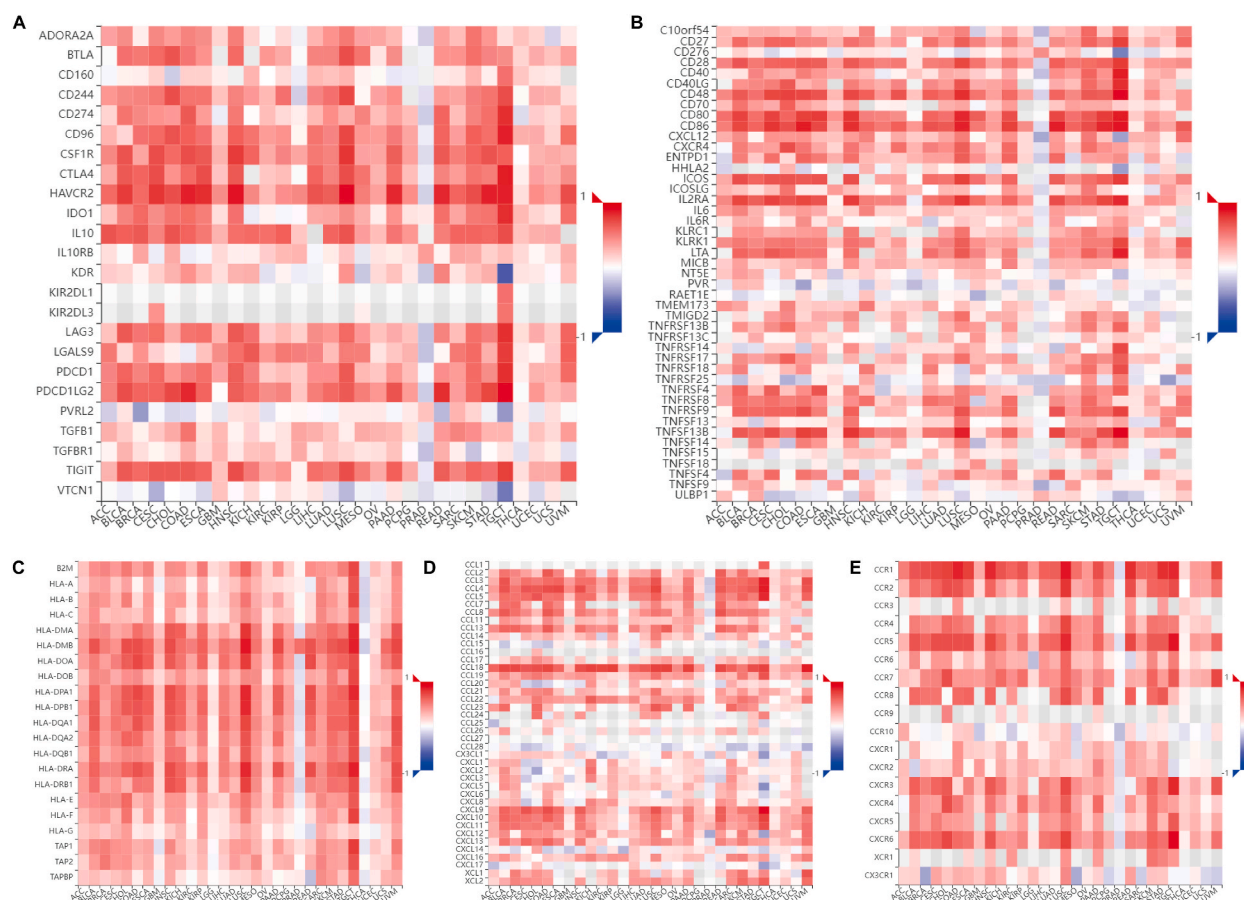 A
ADORA2A
BTLA
CD160
CD244
CD274
CD96
CSF1R
CTLA4
HAVCR2
IDO1
IL10
IL10RB
KDR
KIR2DL1
KIR2DL3
LAG3
LGALS9
PDCD1
PDCD1LG2
PVRL2
TGFB1
TGFBR1
TIGIT
VTCN1
ACC BLCA BRCA CESC CHOL COAD ESCA GBM HNSC KICH KIRC KIRP LGG LIHC LUAD LUSC MESO OV PAAD PCPG PRAD READ SARC SKCM STAD TGCT THCA UCEC UCS UVM
1
-1
B
C10orf54
CD27
CD276
CD28
CD40
CD40LG
CD48
CD70
CD80
CD86
CXCL12
CXCR4
ENTPD1
HHLA2
ICOS
ICOSLG
IL2RA
IL6
IL6R
KLRC1
KLRK1
LTA
MICB
NT5E
PVR
RAET1E
TMEM173
TMIGD2
TNFRSF13B
TNFRSF13C
TNFRSF14
TNFRSF17
TNFRSF18
TNFRSF25
TNFRSF4
TNFRSF8
TNFRSF9
TNFSF13
TNFSF13B
TNFSF14
TNFSF15
TNFSF18
TNFSF4
TNFSF9
ULBP1
ACC BLCA BRCA CESC CHOL COAD ESCA GBM HNSC KICH KIRC KIRP LGG LIHC LUAD LUSC MESO OV PAAD PCPG PRAD READ SARC SKCM STAD TGCT THCA UCEC UCS UVM
1
-1
C
B2M
HLA-A
HLA-B
HLA-C
HLA-DMA
HLA-DMB
HLA-DOA
HLA-DOB
HLA-DPA1
HLA-DPB1
HLA-DQA1
HLA-DQA2
HLA-DQB1
HLA-DRA
HLA-DRB1
HLA-E
HLA-F
HLA-G
TAP1
TAP2
TAPBP
1
-1
D
CCL1
CCL2
CCL3
CCL4
CCL5
CCL7
CCL8
CCL11
CCL13
CCL14
CCL15
CCL16
CCL17
CCL18
CCL19
CCL20
CCL21
CCL22
CCL23
CCL24
CCL25
CCL26
CCL27
CCL28
CX3CL1
CXCL1
CXCL2
CXCL3
CXCL5
CXCL6
CXCL8
CXCL9
CXCL10
CXCL11
CXCL12
CXCL13
CXCL14
CXCL16
CXCL17
XCL1
XCL2
1
-1
E
CCR1
CCR2
CCR3
CCR4
CCR5
CCR6
CCR7
CCR8
CCR9
CCR10
CXCR1
CXCR2
CXCR3
CXCR4
CXCR5
CXCR6
XCR1
CX3CR1
1
-1